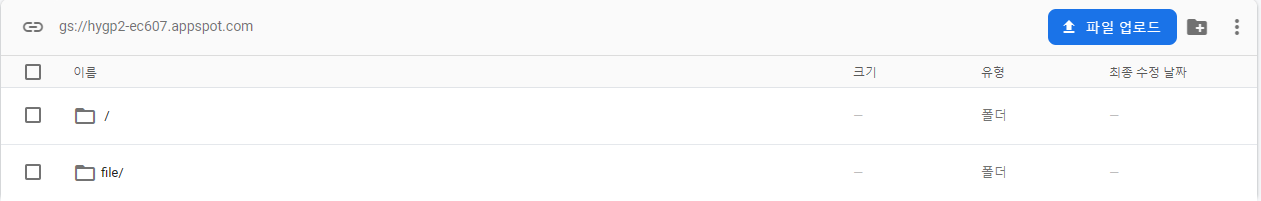 gs://hygp2-ec607.appspot.com 파일 업로드
이름 크기 유형 최종 수정 날짜
/ — 폴더 —
file/ — 폴더 —